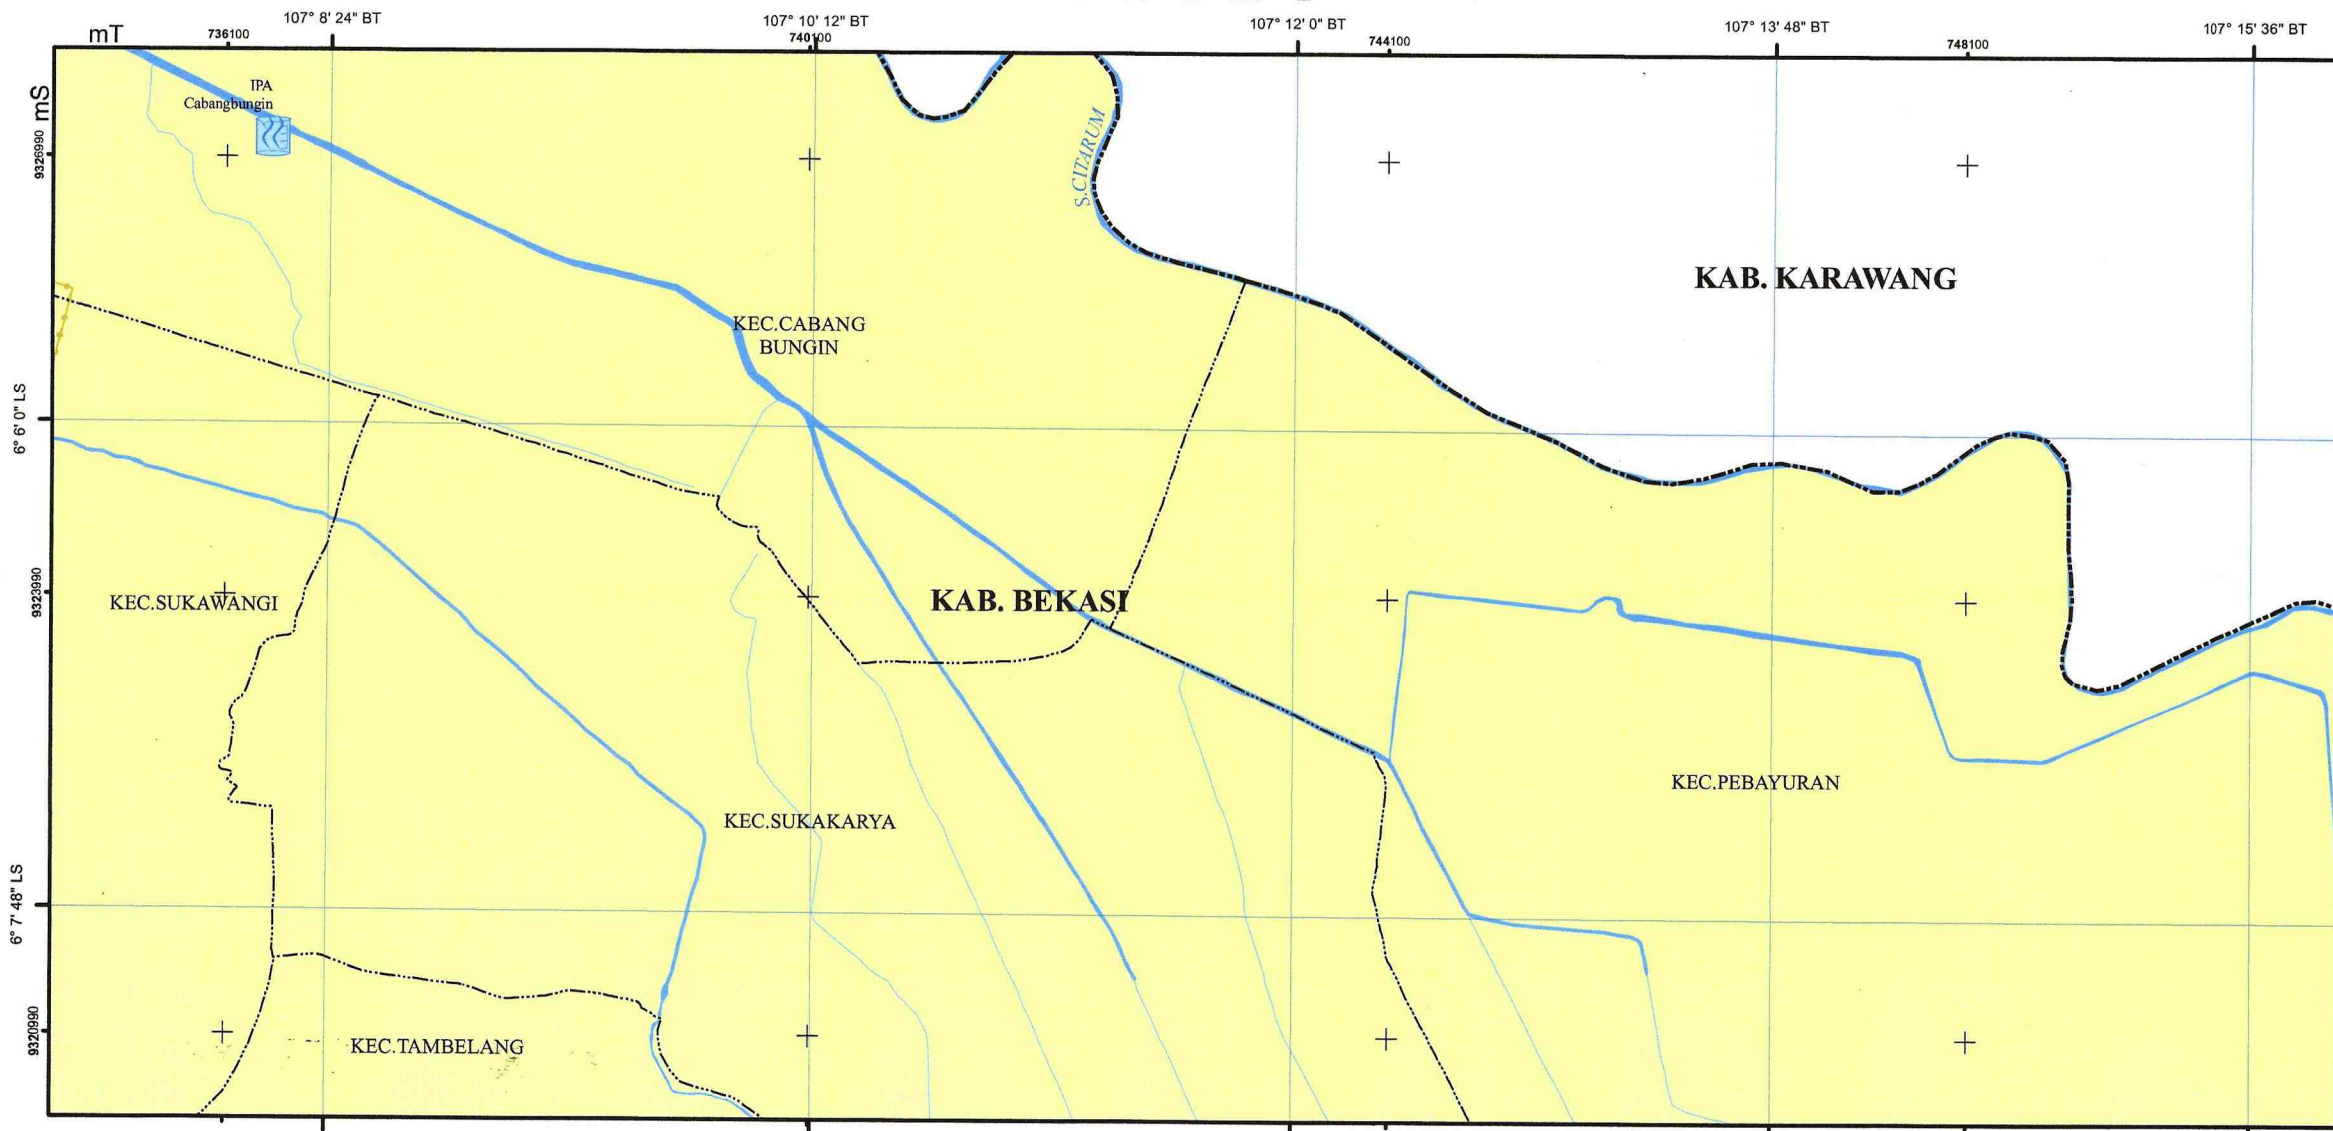 107° 8' 24" BT
107° 10' 12" BT
107° 12' 0" BT
107° 13' 48" BT
107° 15' 36" BT
mT
736100
740100
744100
748100
mS
9326990
IPA
Cabangbungin
S.CITARUM
KAB. KARAWANG
KEC.CABANG
BUNGIN
6° 6' 0" LS
9323990
KEC.SUKAWANGI
KAB. BEKASI
KEC.PEBAYURAN
KEC.SUKAKARYA
6° 7' 48" LS
9320990
KEC.TAMBELANG